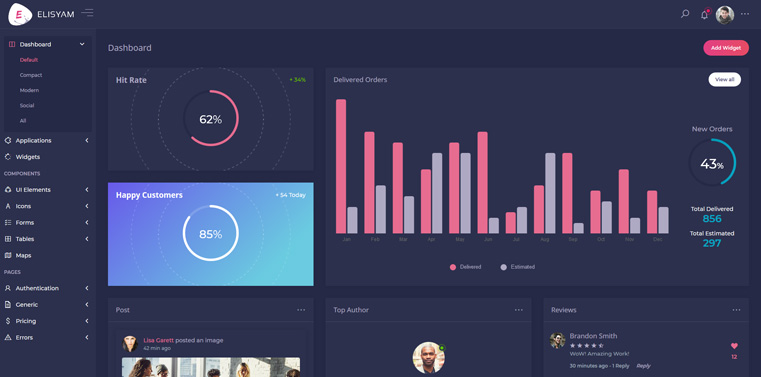 E ELISYAM
Dashboard
Default
Compact
Modern
Social
All
Applications
Widgets
COMPONENTS
UI Elements
Icons
Forms
Tables
Maps
PAGES
Authentication
Generic
Pricing
Errors
Dashboard
Add Widget
Hit Rate
+ 34%
62%
Happy Customers
+ 54 Today
85%
Delivered Orders
View all
Jan Feb Mar Apr May Jun Jul Aug Sep Oct Nov Dec
Delivered Estimated
New Orders
43%
Total Delivered
856
Total Estimated
297
Post
Lisa Garett posted an image
42 min ago
Top Author
Reviews
Brandon Smith
WoW! Amazing Work!
30 minutes ago - 1 Reply Reply
12